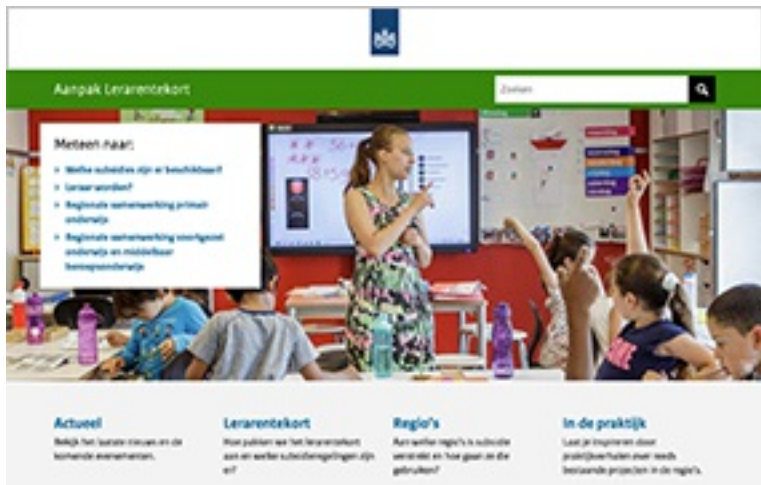 Aanpak Lerarentekort
Zoeken
Meteen naar:
Welke subsidies zijn er beschikbaar?
Leraar worden?
Regionale samenwerking primair
onderwijs
Regionale samenwerking voortgezet
onderwijs en middelbaar
beroepsonderwijs
Actueel
Bekijk het laatste nieuws en de
komende evenementen.
Lerarentekort
Hoe pakken we het lerarentekort
aan en welke subsidieregelingen zijn
er?
Regio's
Aan welke regio's is subsidie
verstrekt en hoe gaan ze die
gebruiken?
In de praktijk
Laat je inspireren door
praktijkverhalen over reeds
bestaande projecten in de regio's.